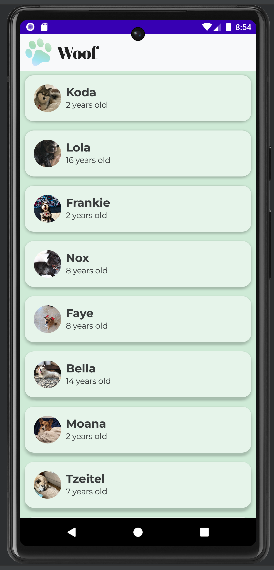 8:54
Woof
Koda
2 years old
Lola
16 years old
Frankie
2 years old
Nox
8 years old
Faye
8 years old
Bella
14 years old
Moana
2 years old
Tzeitel
7 years old